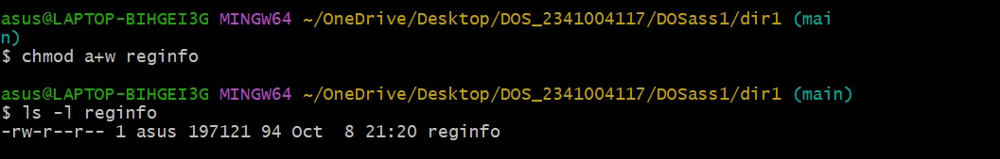 asus@LAPTOP-BIHGEI3G MINGW64 ~/OneDrive/Desktop/DOS_2341004117/DOSass1/dir1 (mai
n)
$ chmod a+w reginfo

asus@LAPTOP-BIHGEI3G MINGW64 ~/OneDrive/Desktop/DOS_2341004117/DOSass1/dir1 (main)
$ ls -l reginfo
-rw-r--r-- 1 asus 197121 94 Oct  8 21:20 reginfo